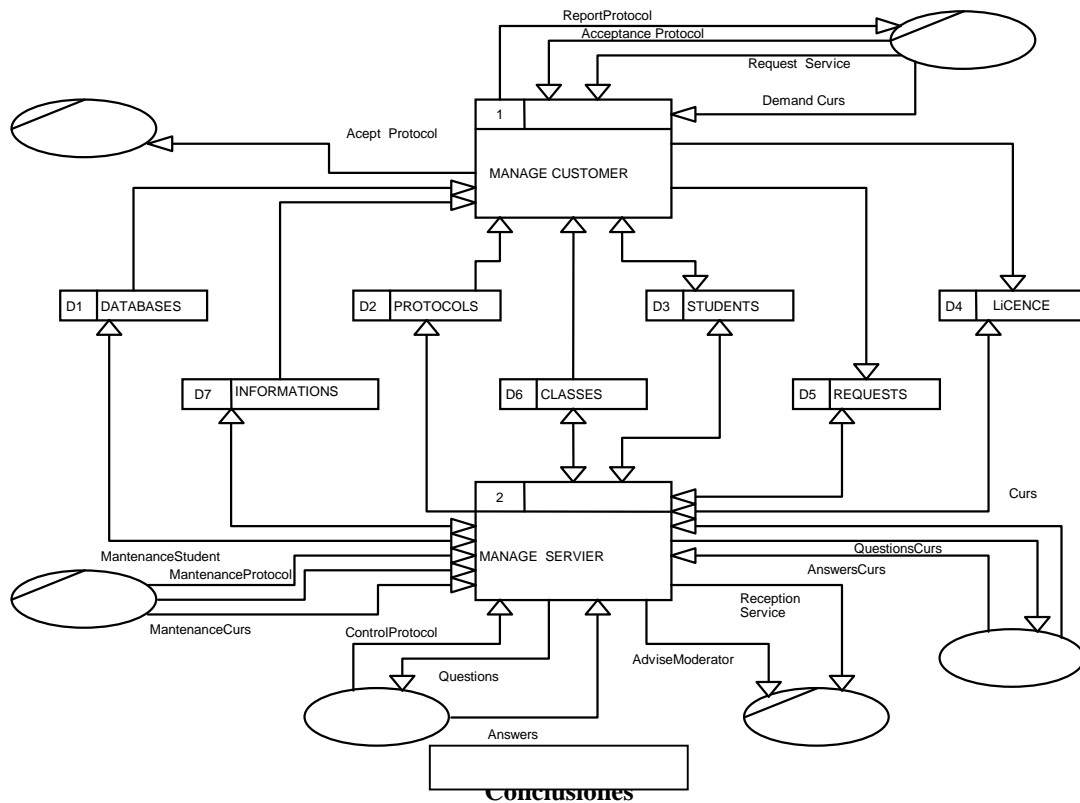 ReportProtocol
Acceptance Protocol
Request Service
Demand Curs
1
Acept Protocol
MANAGE CUSTOMER
D1 DATABASES
D2 PROTOCOLS
D3 STUDENTS
D4 LiCENCE
D7 INFORMATIONS
D6 CLASSES
D5 REQUESTS
2
Curs
MANAGE SERVIER
MantenanceStudent
QuestionsCurs
MantenanceProtocol
AnswersCurs
MantenanceCurs
Reception
Service
ControlProtocol
AdviseModerator
Questions
Answers
Conclusiones